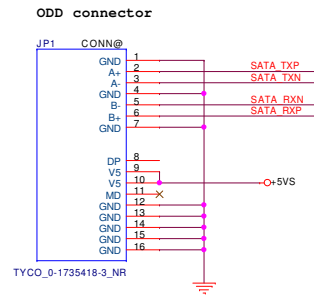 ODD connector
JP1 CONN@
GND 1
A+ 2 SATA_TXP
A- 3 SATA_TXN
GND 4
B- 5 SATA_RXN
B+ 6 SATA_RXP
GND 7
DP 8
V5 9
V5 10 +5VS
MD 11
GND 12
GND 13
GND 14
GND 15
GND 16
TYCO_0-1735418-3_NR